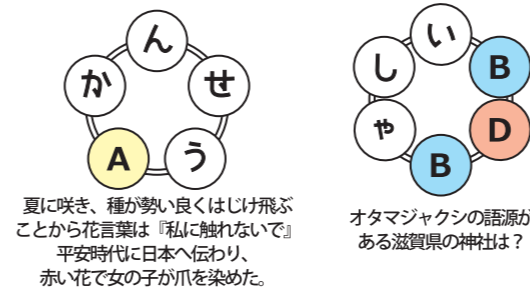 ん
か
せ
A
う
夏に咲き、種が勢い良くはじけ飛ぶ
ことから花言葉は『私に触れないで』
平安時代に日本へ伝わり、
赤い花で女の子が爪を染めた。
い
し
B
ゃ
D
B
オタマジャクシの語源が
ある滋賀県の神社は？